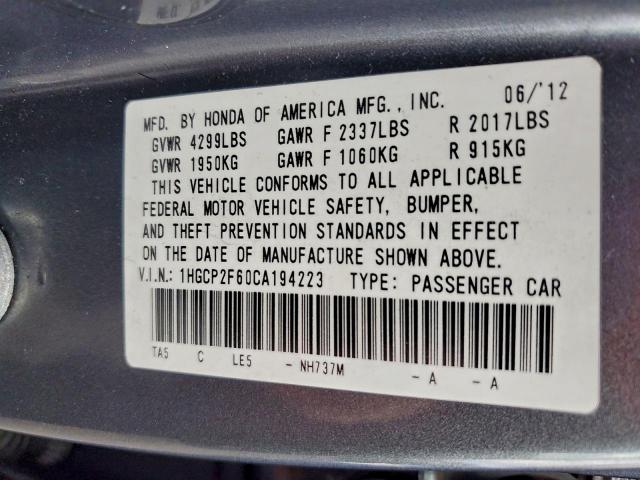 MFD. BY HONDA OF AMERICA MFG., INC. 06/'12
GVWR 4299LBS GAWR F 2337LBS R 2017LBS
GVWR 1950KG GAWR F 1060KG R 915KG
THIS VEHICLE CONFORMS TO ALL APPLICABLE
FEDERAL MOTOR VEHICLE SAFETY, BUMPER,
AND THEFT PREVENTION STANDARDS IN EFFECT
ON THE DATE OF MANUFACTURE SHOWN ABOVE.
V.I.N.: 1HGCP2F60CA194223 TYPE: PASSENGER CAR
TA5 C LE5 - NH737M - A - A